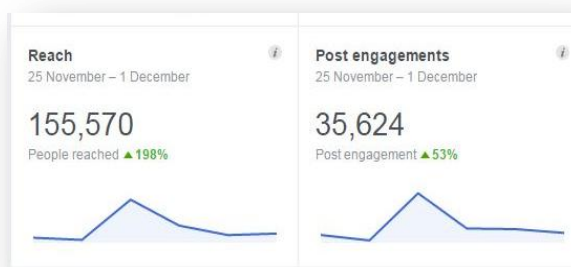 Reach
25 November – 1 December
155,570
People reached ▲ 198%
Post engagements
25 November – 1 December
35,624
Post engagement ▲ 53%